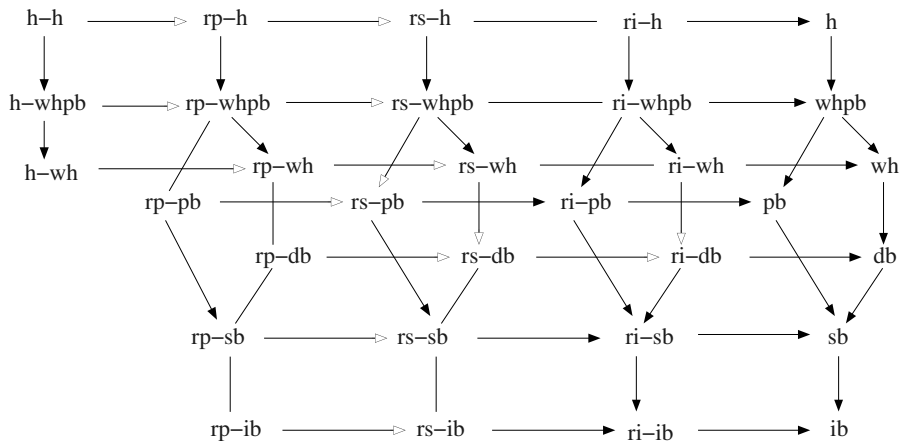 h−h rp−h rs−h ri−h h
h−whpb rp−whpb rs−whpb ri−whpb whpb
h−wh rp−wh rs−wh ri−wh wh
rp−pb rs−pb ri−pb pb
rp−db rs−db ri−db db
rp−sb rs−sb ri−sb sb
rp−ib rs−ib ri−ib ib